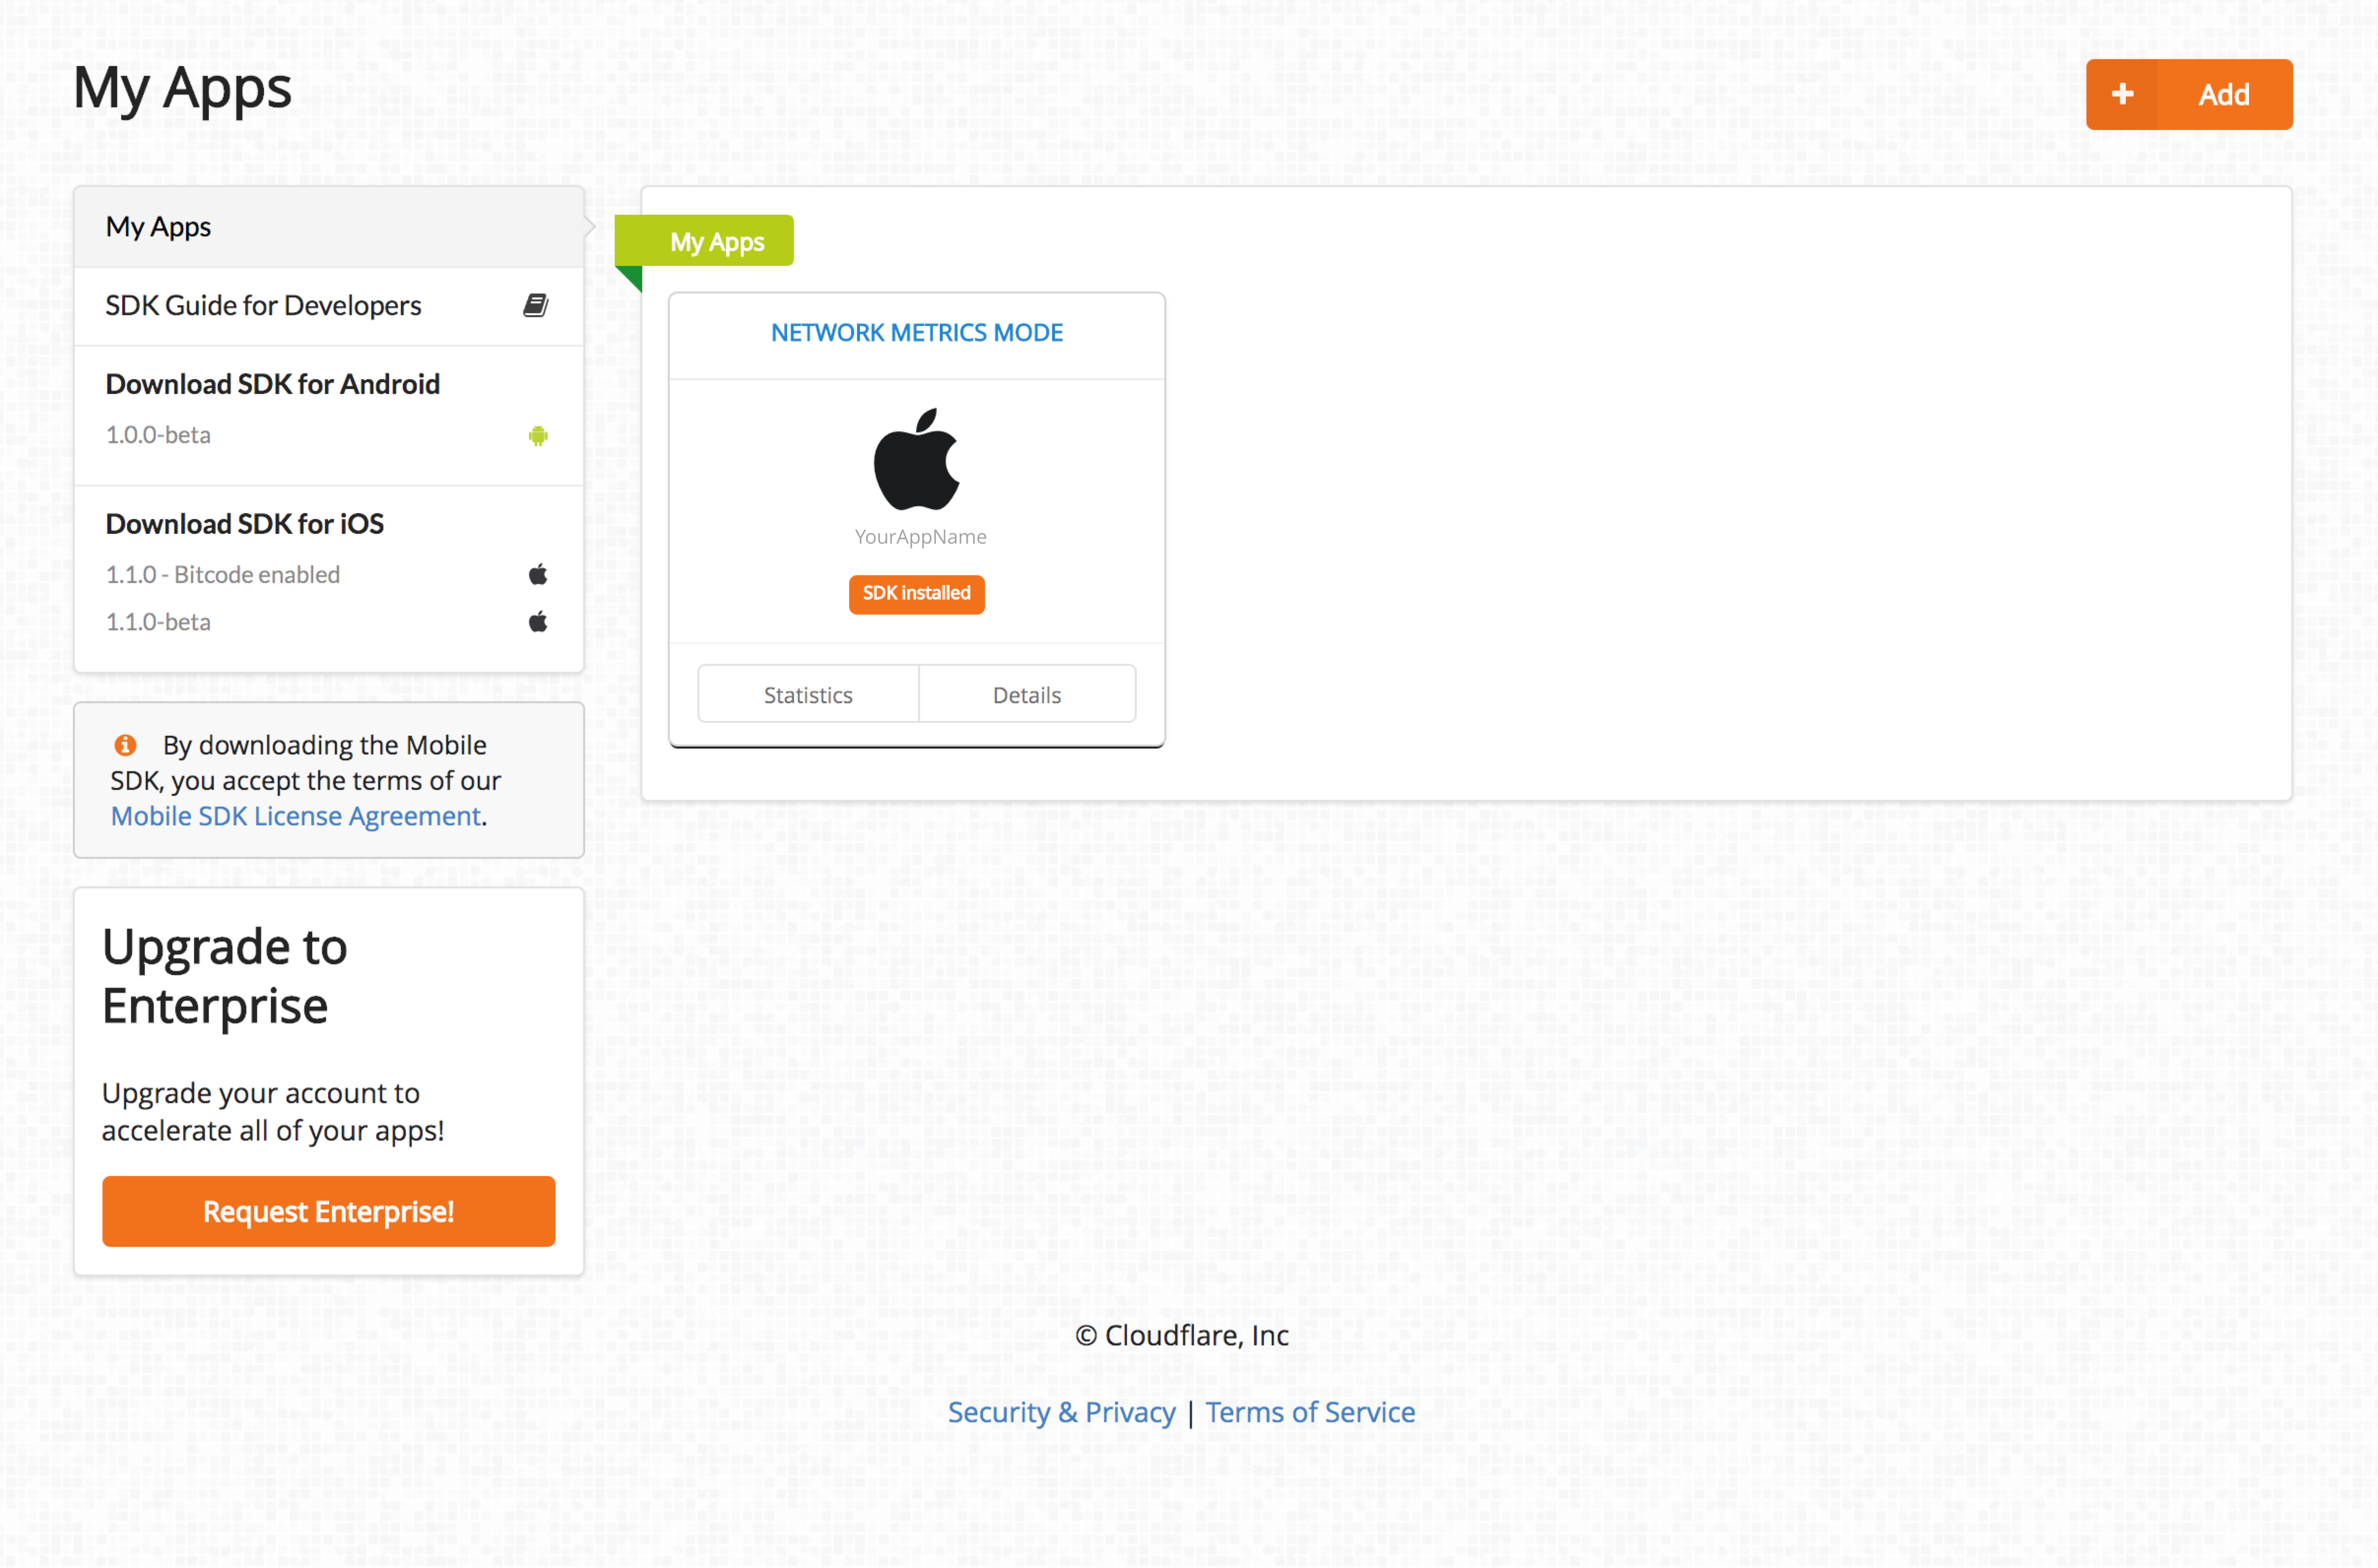 My Apps
Add
My Apps
SDK Guide for Developers
Download SDK for Android
1.0.0-beta
Download SDK for iOS
1.1.0 - Bitcode enabled
1.1.0-beta
By downloading the Mobile
SDK, you accept the terms of our
Mobile SDK License Agreement.
Upgrade to
Enterprise
Upgrade your account to
accelerate all of your apps!
Request Enterprise!
My Apps
NETWORK METRICS MODE
YourAppName
SDK installed
Statistics
Details
© Cloudflare, Inc
Security & Privacy | Terms of Service